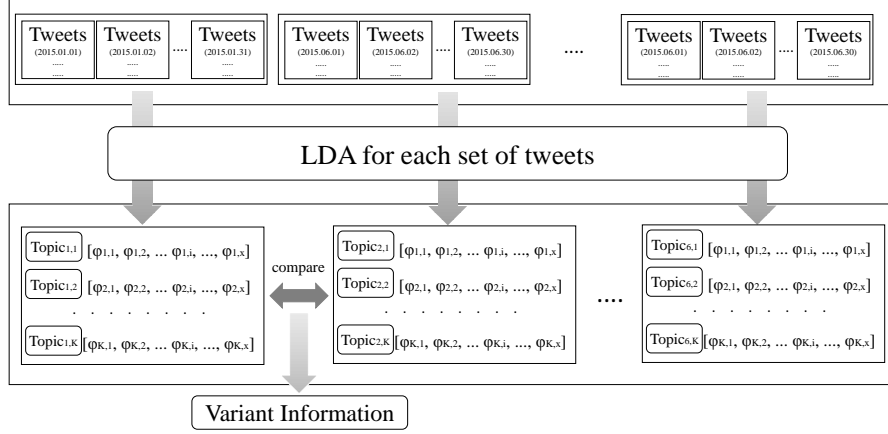 Tweets Tweets Tweets Tweets Tweets Tweets Tweets Tweets Tweets
(2015.01.01) (2015.01.02) .... (2015.01.31) (2015.06.01) (2015.06.02) .... (2015.06.30) .... (2015.06.01) (2015.06.02) .... (2015.06.30)
..... ..... ..... ..... ..... ..... ..... ..... .....
..... ..... ..... ..... ..... ..... ..... ..... .....
LDA for each set of tweets
Topic1,1 [φ1,1, φ1,2, ... φ1,i, ..., φ1,x]
Topic1,2 [φ2,1, φ2,2, ... φ2,i, ..., φ2,x]
. . . . . . . .
Topic1,K [φK,1, φK,2, ... φK,i, ..., φK,x]
compare
Topic2,1 [φ1,1, φ1,2, ... φ1,i, ..., φ1,x]
Topic2,2 [φ2,1, φ2,2, ... φ2,i, ..., φ2,x]
. . . . . . . .
Topic2,K [φK,1, φK,2, ... φK,i, ..., φK,x]
....
Topic6,1 [φ1,1, φ1,2, ... φ1,i, ..., φ1,x]
Topic6,2 [φ2,1, φ2,2, ... φ2,i, ..., φ2,x]
. . . . . . . .
Topic6,K [φK,1, φK,2, ... φK,i, ..., φK,x]
Variant Information